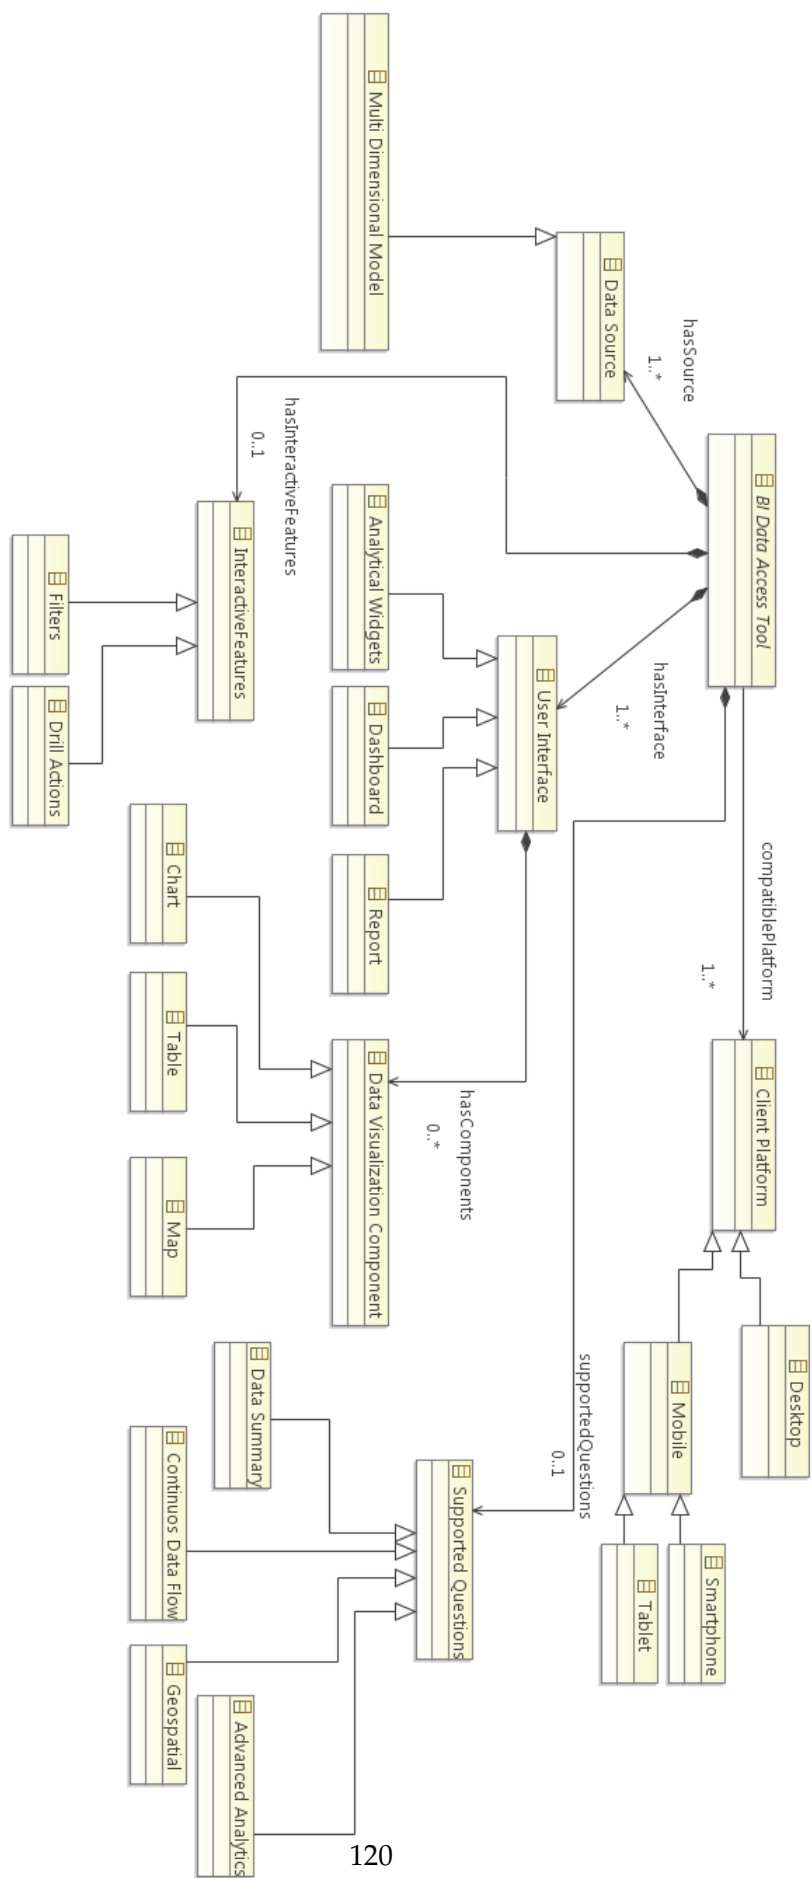 BI Data Access Tool
hasSource
1..*
Data Source
Multi Dimensional Model
hasInteractiveFeatures
0..1
InteractiveFeatures
Filters
Drill Actions
hasInterface
1..*
User Interface
Analytical Widgets
Dashboard
Report
hasComponents
0..*
Data Visualization Component
Chart
Table
Map
compatiblePlatform
1..*
Client Platform
Desktop
Mobile
Smartphone
Tablet
supportedQuestions
0..1
Supported Questions
Data Summary
Continuos Data Flow
Geospatial
Advanced Analytics
120